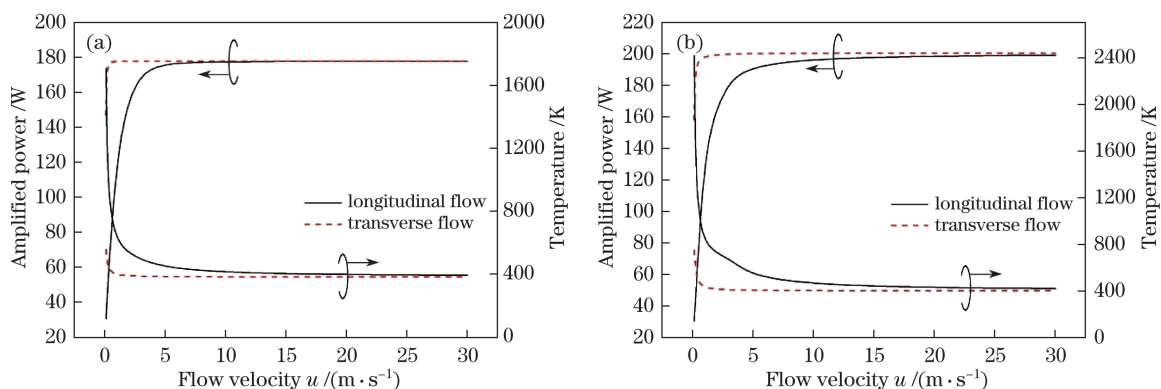 (a)
Amplified power /W
200
180
160
140
120
100
80
60
40
20
2000
1600
1200
800
400
0
Temperature /K
longitudinal flow
transverse flow
0 5 10 15 20 25 30
Flow velocity u /(m · s⁻¹)
(b)
Amplified power /W
220
200
180
160
140
120
100
80
60
40
20
2400
2000
1600
1200
800
400
0
Temperature /K
longitudinal flow
transverse flow
0 5 10 15 20 25 30
Flow velocity u /(m · s⁻¹)